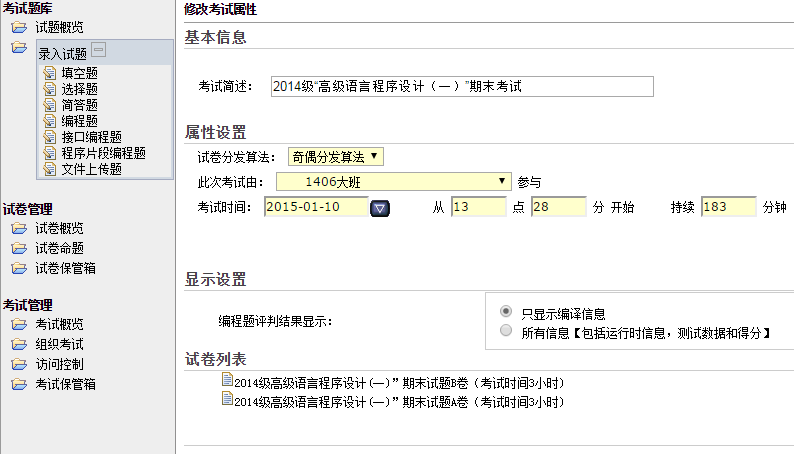 考试题库
试题概览
录入试题
填空题
选择题
简答题
编程题
接口编程题
程序片段编程题
文件上传题
试卷管理
试卷概览
试卷命题
试卷保管箱
考试管理
考试概览
组织考试
访问控制
考试保管箱
修改考试属性
基本信息
考试简述： 2014级“高级语言程序设计（一）”期末考试
属性设置
试卷分发算法： 奇偶分发算法
此次考试由： 1406大班 参与
考试时间： 2015-01-10 从 13 点 28 分 开始 持续 183 分钟
显示设置
编程题评判结果显示： 只显示编译信息
所有信息【包括运行时信息，测试数据和得分】
试卷列表
2014级高级语言程序设计(一)”期末试题B卷（考试时间3小时）
2014级高级语言程序设计(一)”期末试题A卷（考试时间3小时）